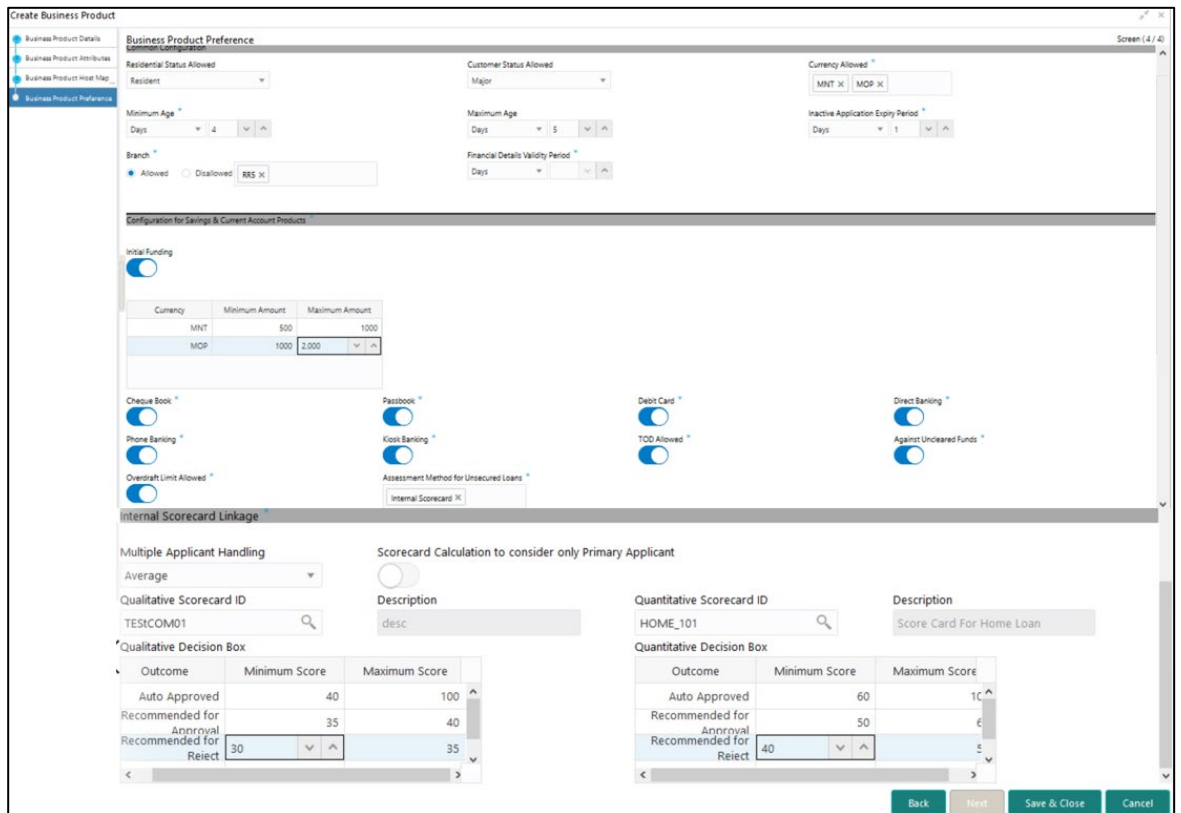 Create Business Product
Business Product Details
Business Product Attributes
Business Product Host Map ...
Business Product Preference
Business Product Preference
Screen ( 4 / 4)
Common Configuration
Residential Status Allowed
Customer Status Allowed
Currency Allowed *
Resident
Major
MNT ×
MOP ×
Minimum Age *
Maximum Age
Inactive Application Expiry Period *
Days 4
Days 5
Days 1
Branch *
Financial Details Validity Period *
Allowed
Disallowed
RRS ×
Days
Configuration for Savings & Current Account Products *
Initial Funding
Currency Minimum Amount Maximum Amount
MNT 500 1000
MOP 1000 2.000
Cheque Book *
Passbook *
Debit Card *
Direct Banking *
Phone Banking *
Kiosk Banking *
TOD Allowed *
Against Uncleared Funds *
Overdraft Limit Allowed *
Assessment Method for Unsecured Loans *
Internal Scorecard ×
Internal Scorecard Linkage *
Multiple Applicant Handling
Scorecard Calculation to consider only Primary Applicant
Average
Qualitative Scorecard ID
Description
Quantitative Scorecard ID
Description
TEStCOM01
desc
HOME_101
Score Card For Home Loan
Qualitative Decision Box
Quantitative Decision Box
Outcome Minimum Score Maximum Score
Auto Approved 40 100
Recommended for
Approval 35 40
Recommended for
Reject 30 35
Outcome Minimum Score Maximum Score
Auto Approved 60 10
Recommended for
Approval 50
Recommended for
Reject 40
Back
Next
Save & Close
Cancel